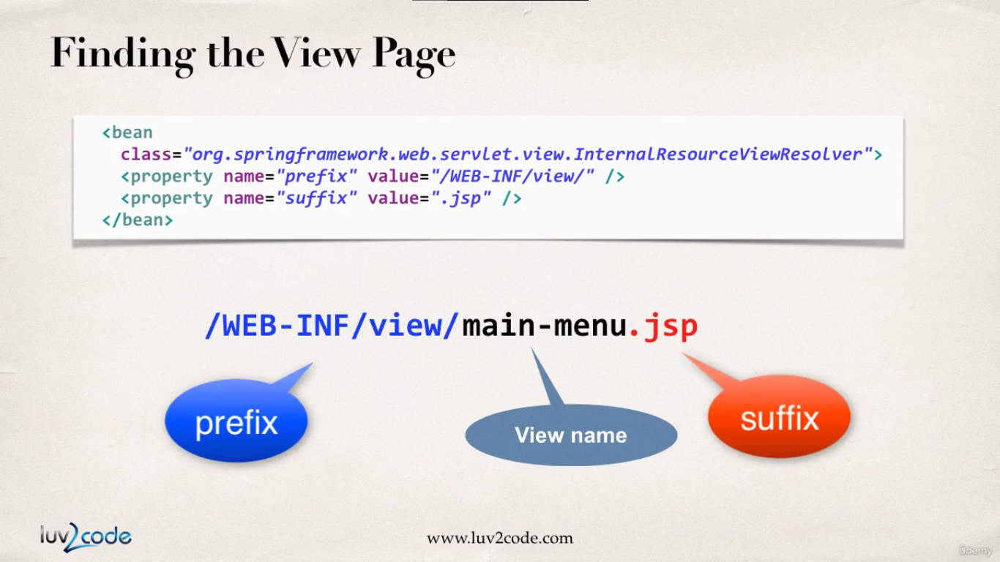 Finding the View Page
<bean
class="org.springframework.web.servlet.view.InternalResourceViewResolver">
<property name="prefix" value="/WEB-INF/view/" />
<property name="suffix" value=".jsp" />
</bean>
/WEB-INF/view/main-menu.jsp
prefix
View name
suffix
luv2code
www.luv2code.com
ûdemy